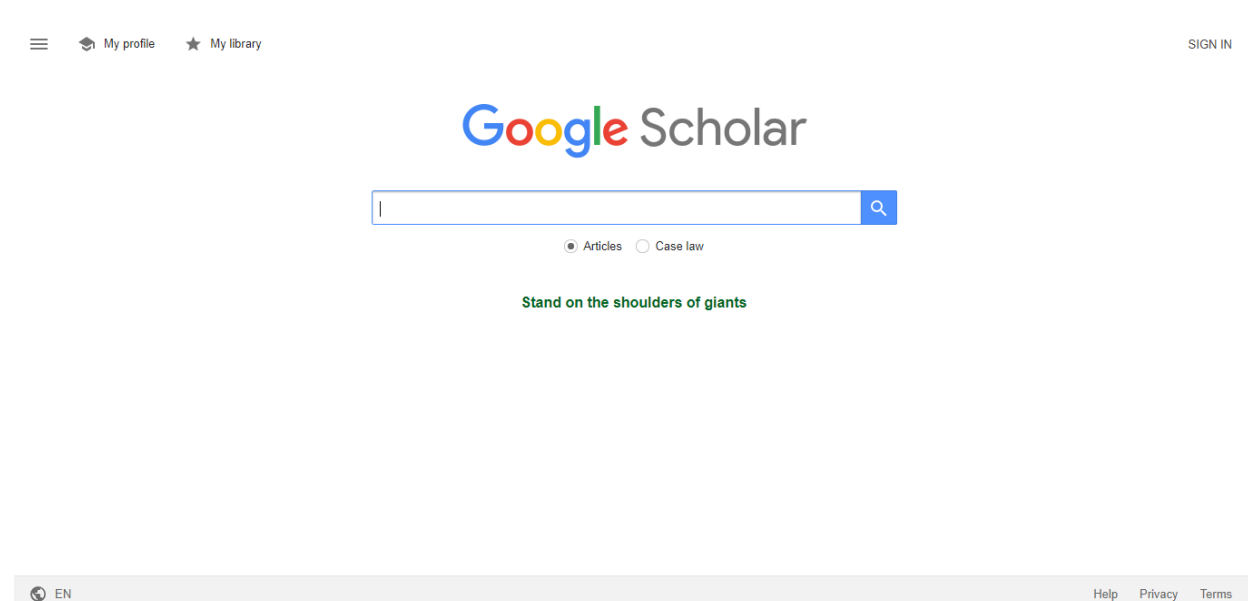 My profile My library SIGN IN
Google Scholar
Articles Case law
Stand on the shoulders of giants
EN Help Privacy Terms